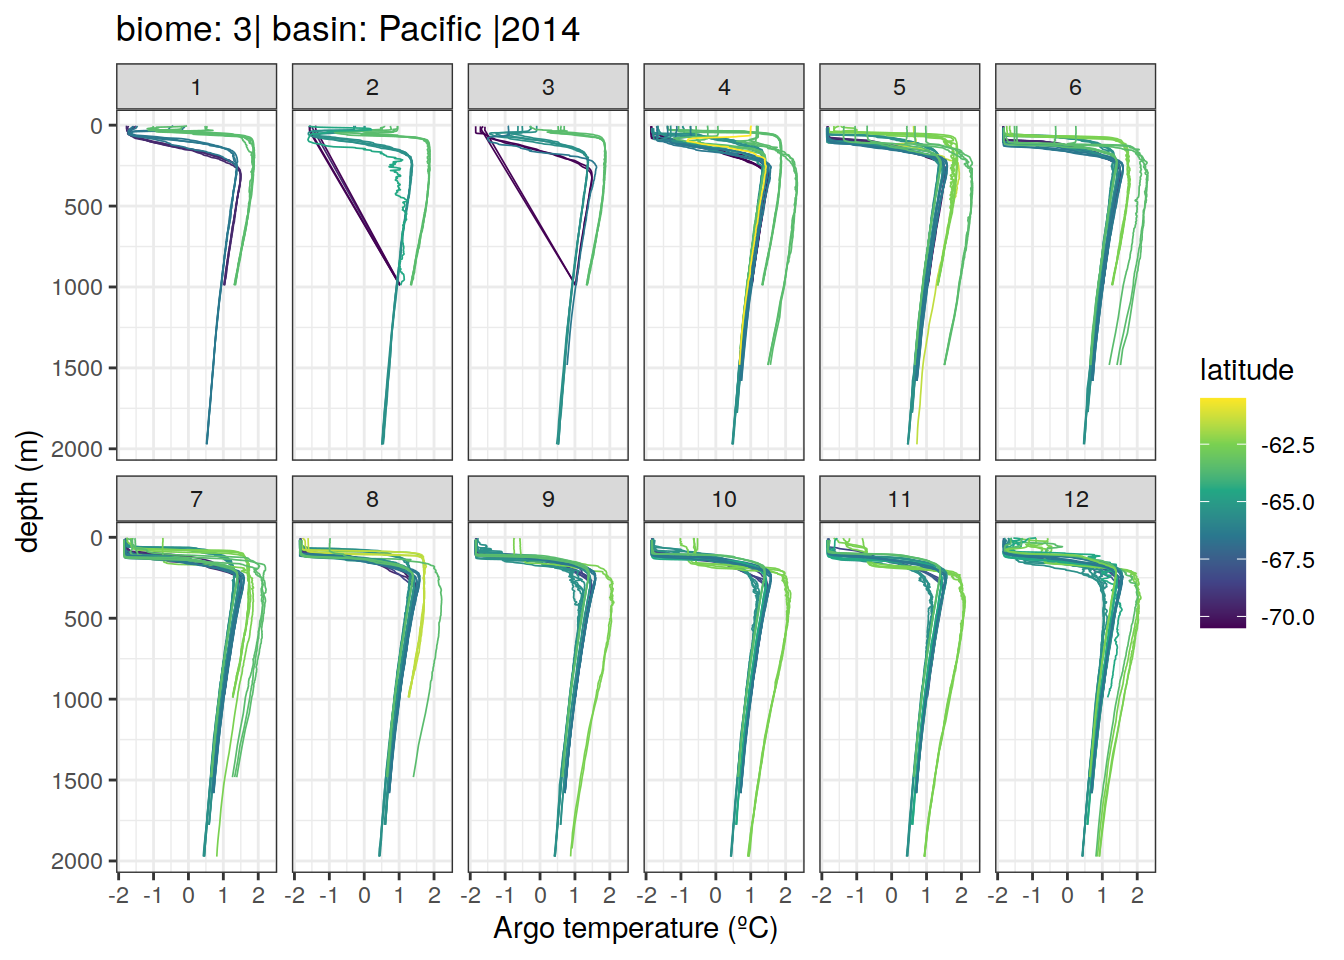 biome: 3| basin: Pacific |2014
1 2 3 4 5 6
0
500
1000
1500
2000
7 8 9 10 11 12
0
500
1000
1500
2000
-2 -1 0 1 2 -2 -1 0 1 2 -2 -1 0 1 2 -2 -1 0 1 2 -2 -1 0 1 2 -2 -1 0 1 2
Argo temperature (ºC)
depth (m)
latitude
-62.5
-65.0
-67.5
-70.0